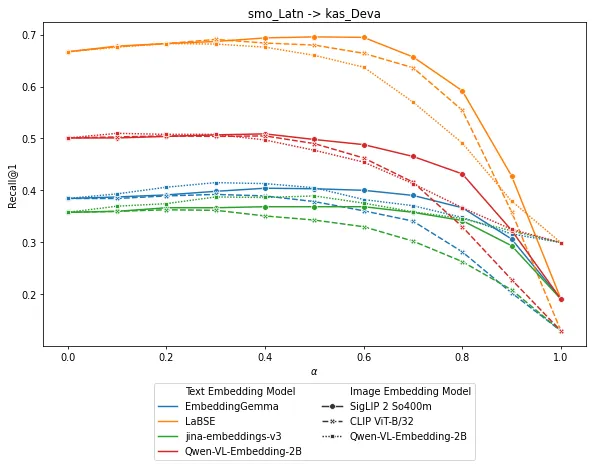 smo_Latn -> kas_Deva
Recall@1
0.7
0.6
0.5
0.4
0.3
0.2
0.0 0.2 0.4 0.6 0.8 1.0
α
Text Embedding Model Image Embedding Model
EmbeddingGemma SigLIP 2 So400m
LaBSE CLIP ViT-B/32
jina-embeddings-v3 Qwen-VL-Embedding-2B
Qwen-VL-Embedding-2B